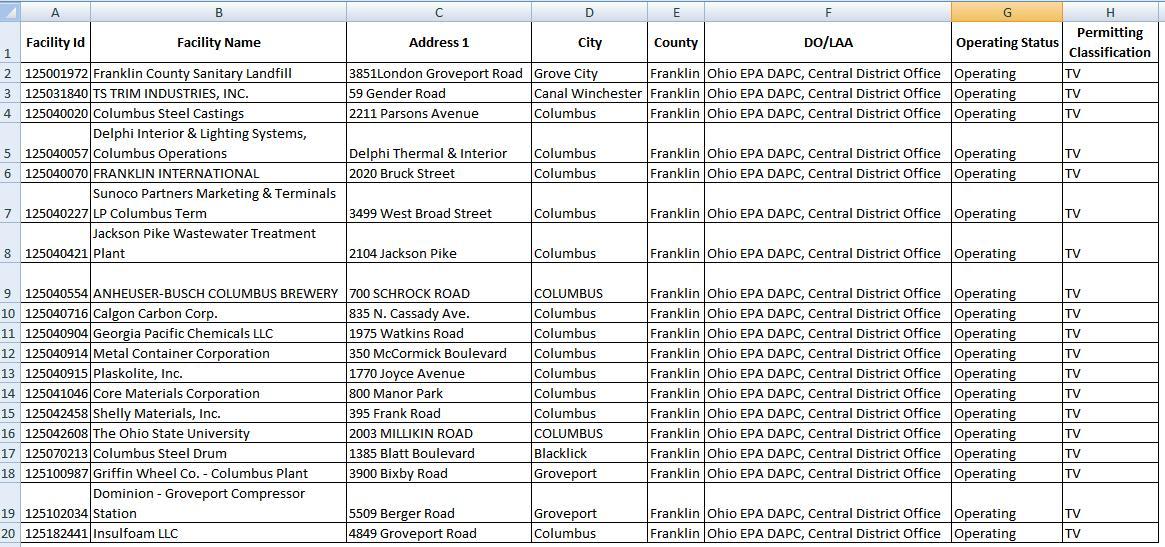 A B C D E F G H
1 Facility Id Facility Name Address 1 City County DO/LAA Operating Status Permitting Classification
2 125001972 Franklin County Sanitary Landfill 3851London Groveport Road Grove City Franklin Ohio EPA DAPC, Central District Office Operating TV
3 125031840 TS TRIM INDUSTRIES, INC. 59 Gender Road Canal Winchester Franklin Ohio EPA DAPC, Central District Office Operating TV
4 125040020 Columbus Steel Castings 2211 Parsons Avenue Columbus Franklin Ohio EPA DAPC, Central District Office Operating TV
Delphi Interior & Lighting Systems,
5 125040057 Columbus Operations Delphi Thermal & Interior Columbus Franklin Ohio EPA DAPC, Central District Office Operating TV
6 125040070 FRANKLIN INTERNATIONAL 2020 Bruck Street Columbus Franklin Ohio EPA DAPC, Central District Office Operating TV
Sunoco Partners Marketing & Terminals
7 125040227 LP Columbus Term 3499 West Broad Street Columbus Franklin Ohio EPA DAPC, Central District Office Operating TV
Jackson Pike Wastewater Treatment
8 125040421 Plant 2104 Jackson Pike Columbus Franklin Ohio EPA DAPC, Central District Office Operating TV
9 125040554 ANHEUSER-BUSCH COLUMBUS BREWERY 700 SCHROCK ROAD COLUMBUS Franklin Ohio EPA DAPC, Central District Office Operating TV
10 125040716 Calgon Carbon Corp. 835 N. Cassady Ave. Columbus Franklin Ohio EPA DAPC, Central District Office Operating TV
11 125040904 Georgia Pacific Chemicals LLC 1975 Watkins Road Columbus Franklin Ohio EPA DAPC, Central District Office Operating TV
12 125040914 Metal Container Corporation 350 McCormick Boulevard Columbus Franklin Ohio EPA DAPC, Central District Office Operating TV
13 125040915 Plaskolite, Inc. 1770 Joyce Avenue Columbus Franklin Ohio EPA DAPC, Central District Office Operating TV
14 125041046 Core Materials Corporation 800 Manor Park Columbus Franklin Ohio EPA DAPC, Central District Office Operating TV
15 125042458 Shelly Materials, Inc. 395 Frank Road Columbus Franklin Ohio EPA DAPC, Central District Office Operating TV
16 125042608 The Ohio State University 2003 MILLIKIN ROAD COLUMBUS Franklin Ohio EPA DAPC, Central District Office Operating TV
17 125070213 Columbus Steel Drum 1385 Blatt Boulevard Blacklick Franklin Ohio EPA DAPC, Central District Office Operating TV
18 125100987 Griffin Wheel Co. - Columbus Plant 3900 Bixby Road Groveport Franklin Ohio EPA DAPC, Central District Office Operating TV
Dominion - Groveport Compressor
19 125102034 Station 5509 Berger Road Groveport Franklin Ohio EPA DAPC, Central District Office Operating TV
20 125182441 Insulfoam LLC 4849 Groveport Road Columbus Franklin Ohio EPA DAPC, Central District Office Operating TV